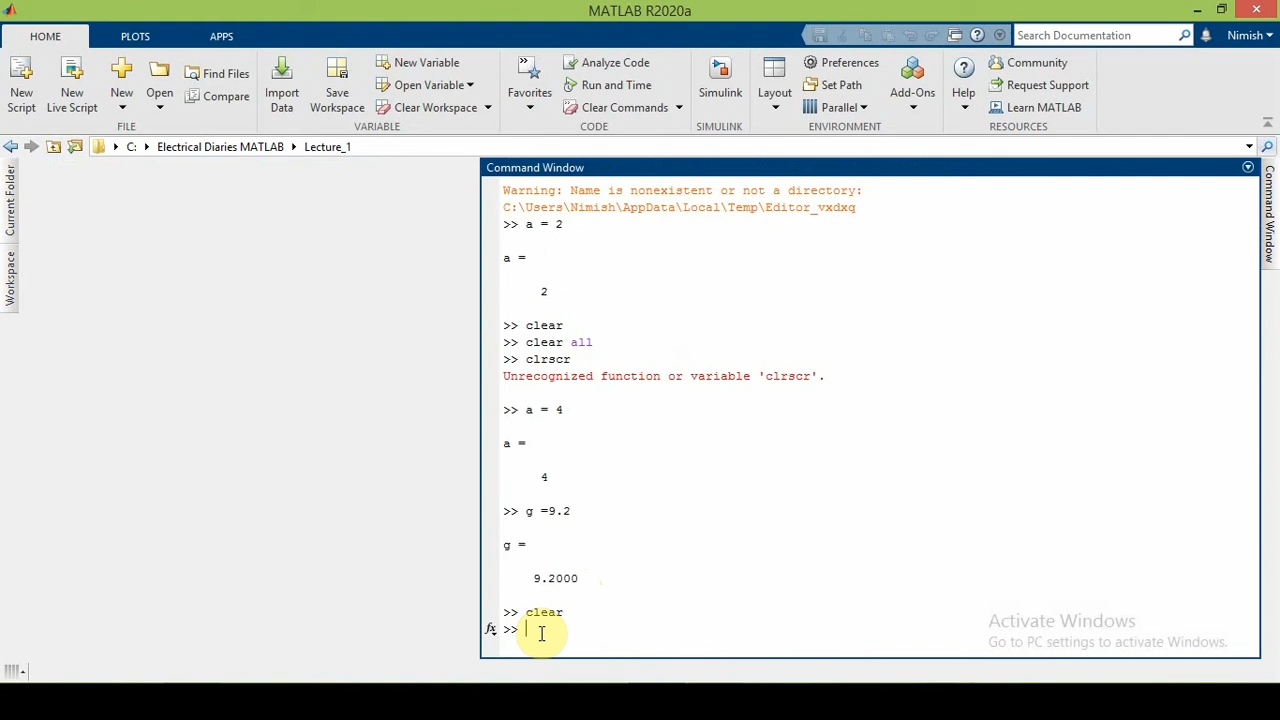 MATLAB R2020a
HOME PLOTS APPS
Search Documentation
Nimish
New Script
New Live Script
New
Open
Find Files
Compare
FILE
Import Data
Save Workspace
New Variable
Open Variable
Clear Workspace
VARIABLE
Favorites
Analyze Code
Run and Time
Clear Commands
CODE
Simulink
SIMULINK
Layout
Preferences
Set Path
Parallel
Add-Ons
ENVIRONMENT
Help
Community
Request Support
Learn MATLAB
RESOURCES
C: Electrical Diaries MATLAB Lecture_1
Current Folder
Workspace
Command Window
Command Window
Warning: Name is nonexistent or not a directory:
C:\Users\Nimish\AppData\Local\Temp\Editor_vxdxq
>> a = 2
a =
2
>> clear
>> clear all
>> clrscr
Unrecognized function or variable 'clrscr'.
>> a = 4
a =
4
>> g =9.2
g =
9.2000
>> clear
fx >>
Activate Windows
Go to PC settings to activate Windows.